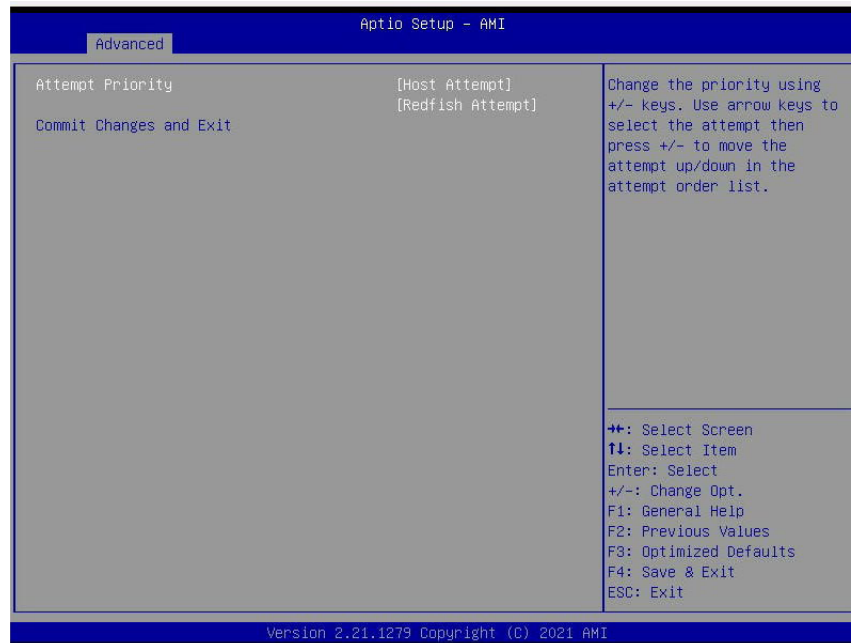 Aptio Setup – AMI
Advanced
Attempt Priority [Host Attempt]
[Redfish Attempt]
Commit Changes and Exit
Change the priority using
+/– keys. Use arrow keys to
select the attempt then
press +/– to move the
attempt up/down in the
attempt order list.
→←: Select Screen
↑↓: Select Item
Enter: Select
+/–: Change Opt.
F1: General Help
F2: Previous Values
F3: Optimized Defaults
F4: Save & Exit
ESC: Exit
Version 2.21.1279 Copyright (C) 2021 AMI